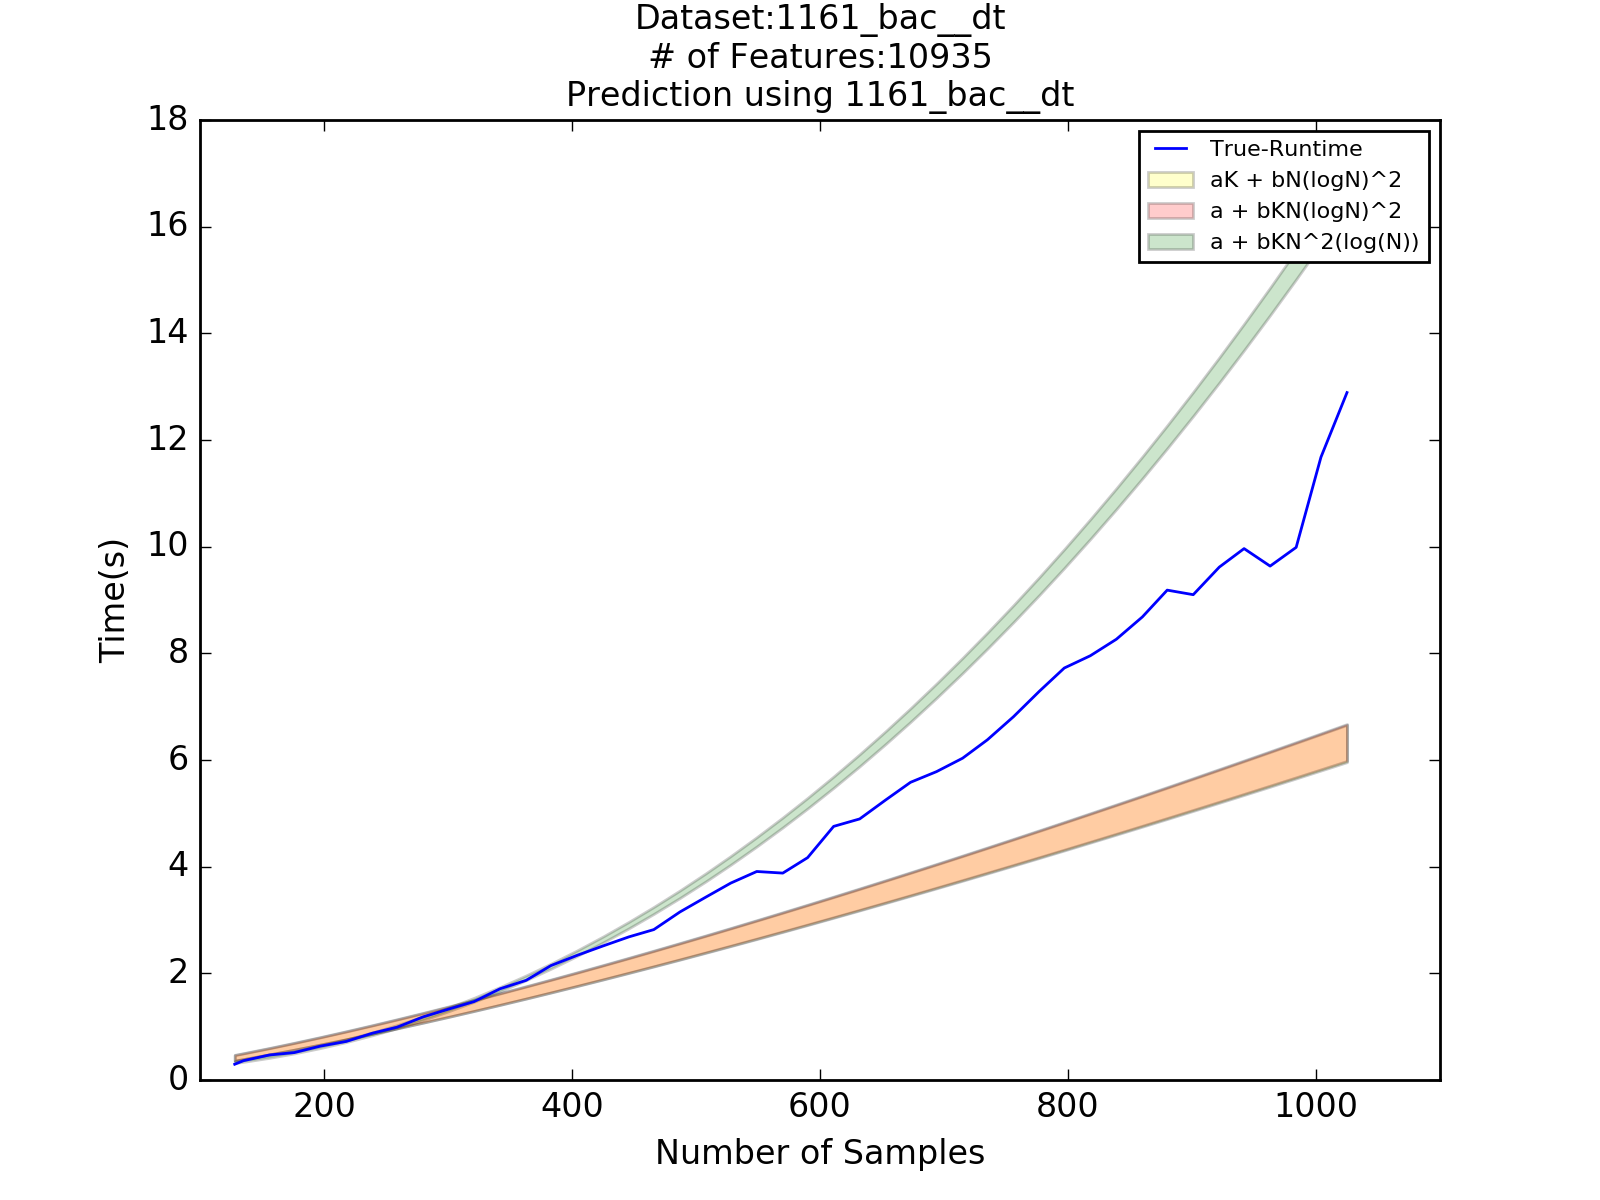 Dataset:1161_bac__dt
# of Features:10935
Prediction using 1161_bac__dt
True-Runtime
aK + bN(logN)^2
a + bKN(logN)^2
a + bKN^2(log(N))
18
16
14
12
10
8
6
4
2
0
Time(s)
200 400 600 800 1000
Number of Samples